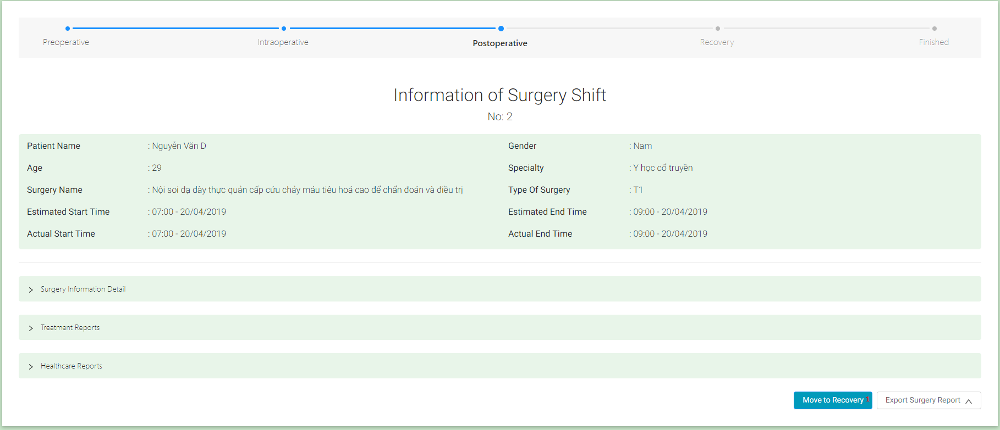 Preoperative Intraoperative Postoperative Recovery Finished
Information of Surgery Shift
No: 2
Patient Name : Nguyễn Văn D Gender : Nam
Age : 29 Specialty : Y học cổ truyền
Surgery Name : Nội soi dạ dày thực quản cấp cứu chảy máu tiêu hoá cao để chẩn đoán và điều trị Type Of Surgery : T1
Estimated Start Time : 07:00 - 20/04/2019 Estimated End Time : 09:00 - 20/04/2019
Actual Start Time : 07:00 - 20/04/2019 Actual End Time : 09:00 - 20/04/2019
Surgery Information Detail
Treatment Reports
Healthcare Reports
Move to Recovery 1 Export Surgery Report